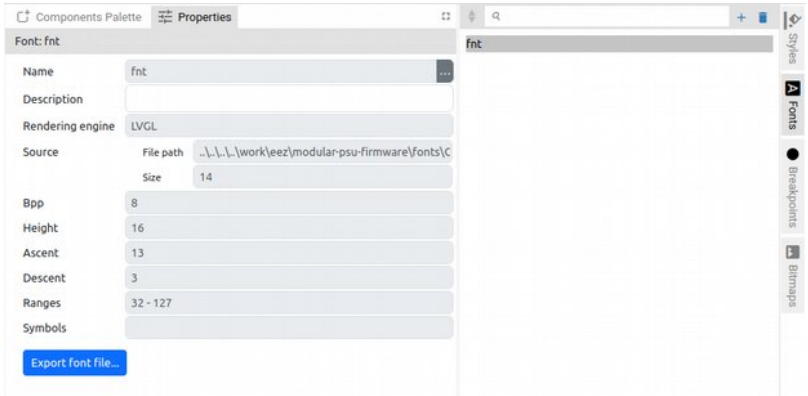 Components Palette
Properties
Font: fnt
Name
fnt
...
Description
Rendering engine
LVGL
Source
File path
..\..\..\..\work\eez\modular-psu-firmware\fonts\C
Size
14
Bpp
8
Height
16
Ascent
13
Descent
3
Ranges
32 - 127
Symbols
Export font file...
fnt
Styles
A Fonts
Breakpoints
Bitmaps